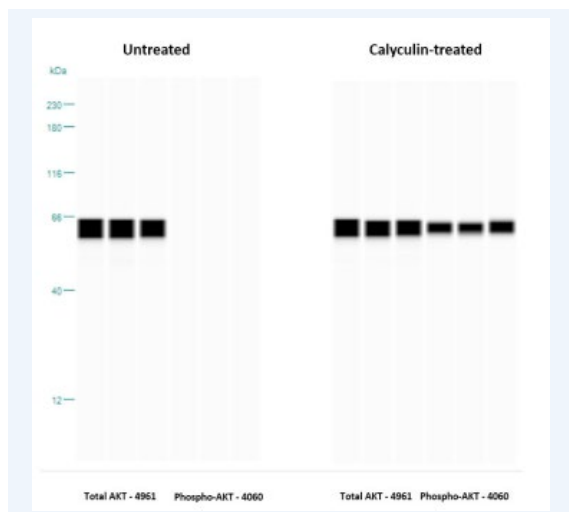 Untreated Calyculin-treated
kDa
230
180
116
66
40
12
Total AKT - 4961 Phospho-AKT - 4060 Total AKT - 4961 Phospho-AKT - 4060